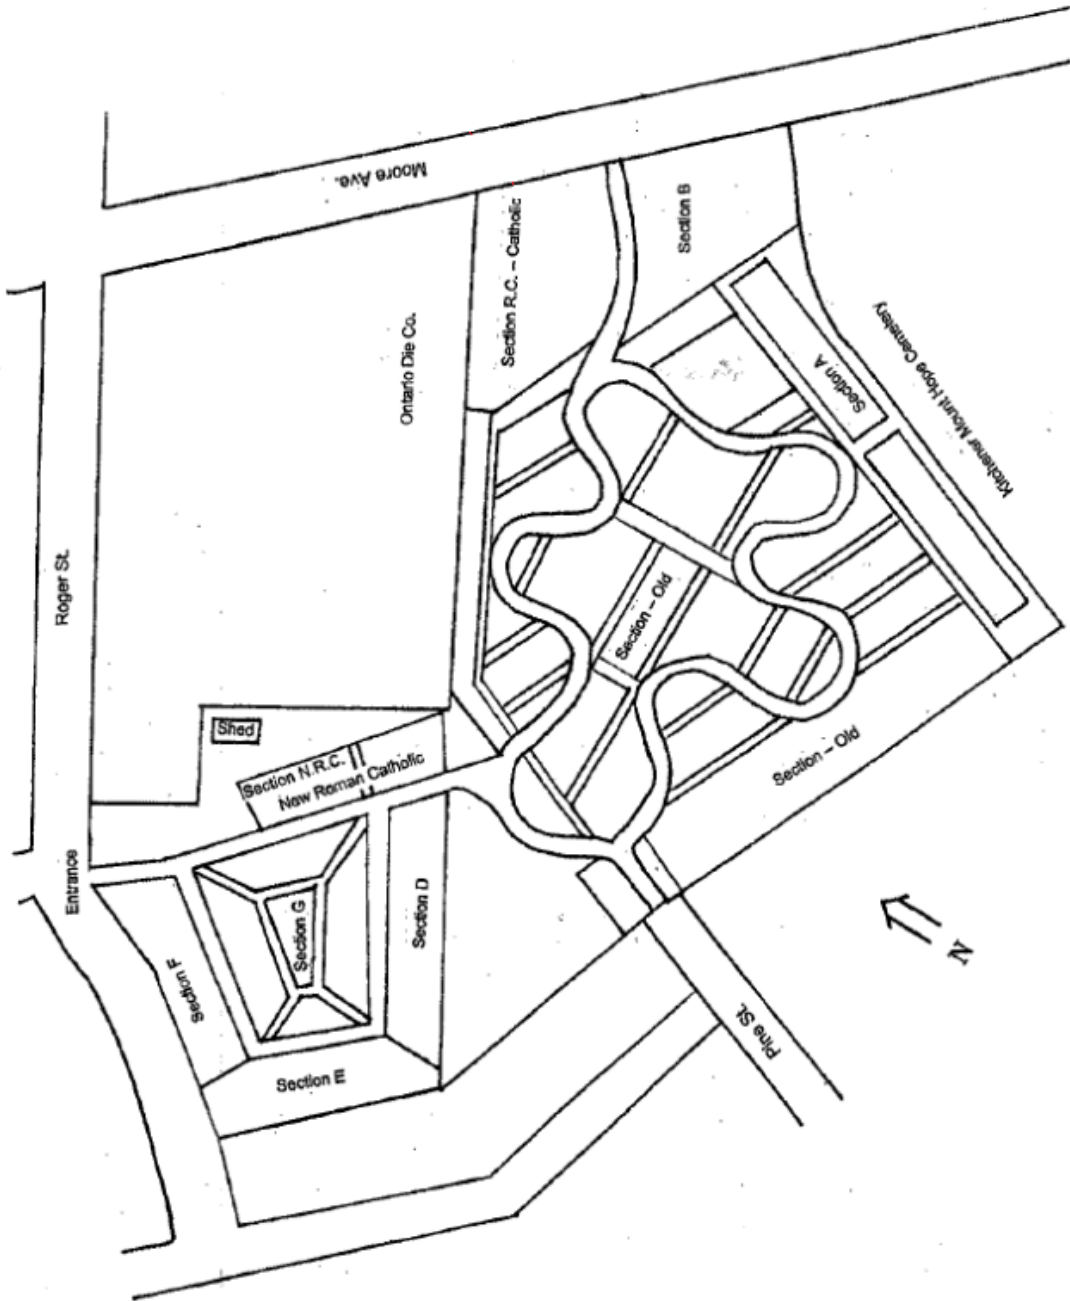 Moore Ave.
Section B
Section R.C. – Catholic
Ontario Die Co.
Section A
Kitchener Mount Hope Cemetery
Roger St.
Section – Old
Shed
Section N.R.C.
New Roman Catholic
Section – Old
Entrance
Section G
Section D
Section F
Section E
N
Pine St.